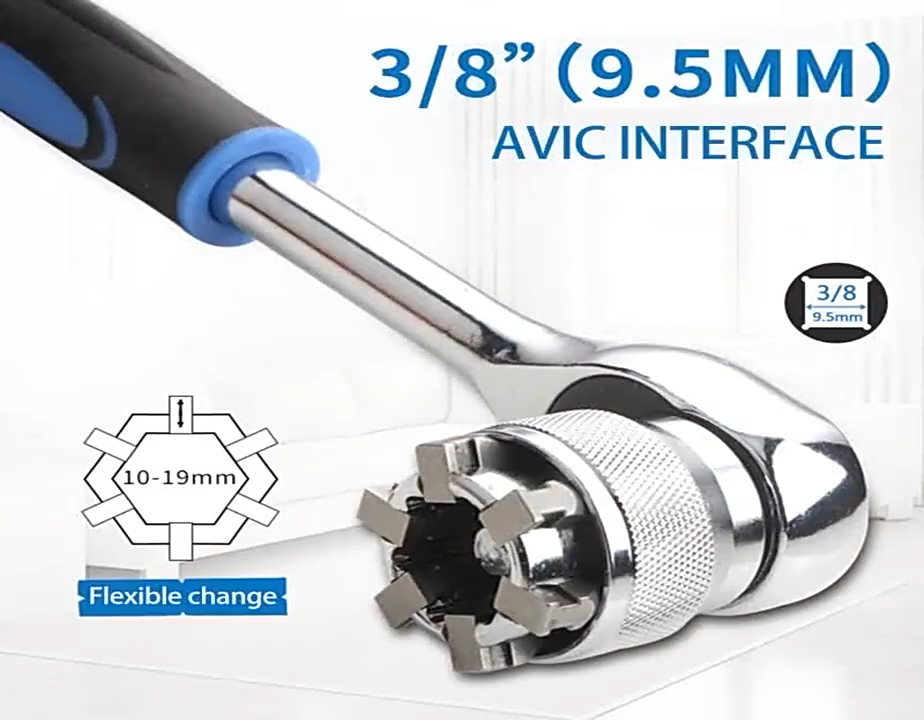 3/8”(9.5MM)
AVIC INTERFACE
3/8
9.5mm
10-19mm
Flexible change